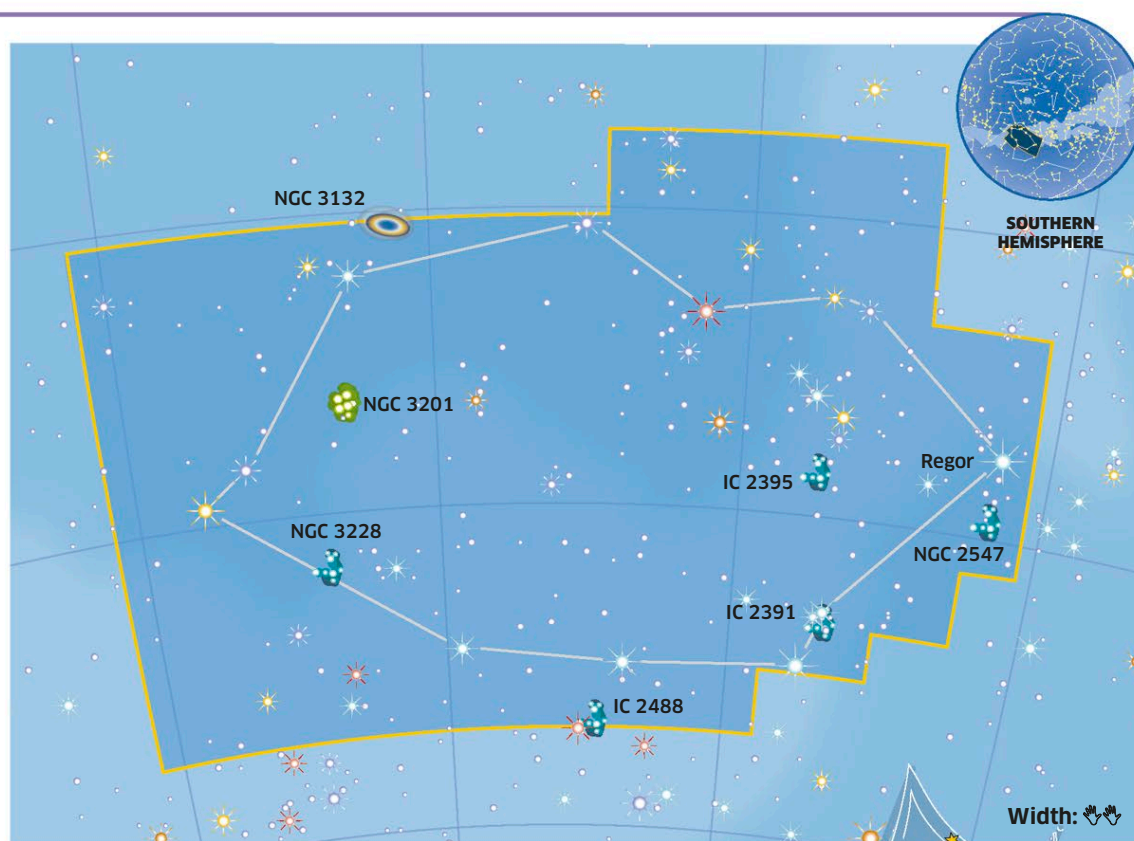 NGC 3132
SOUTHERN
HEMISPHERE
NGC 3201
Regor
IC 2395
NGC 3228
NGC 2547
IC 2391
IC 2488
Width: